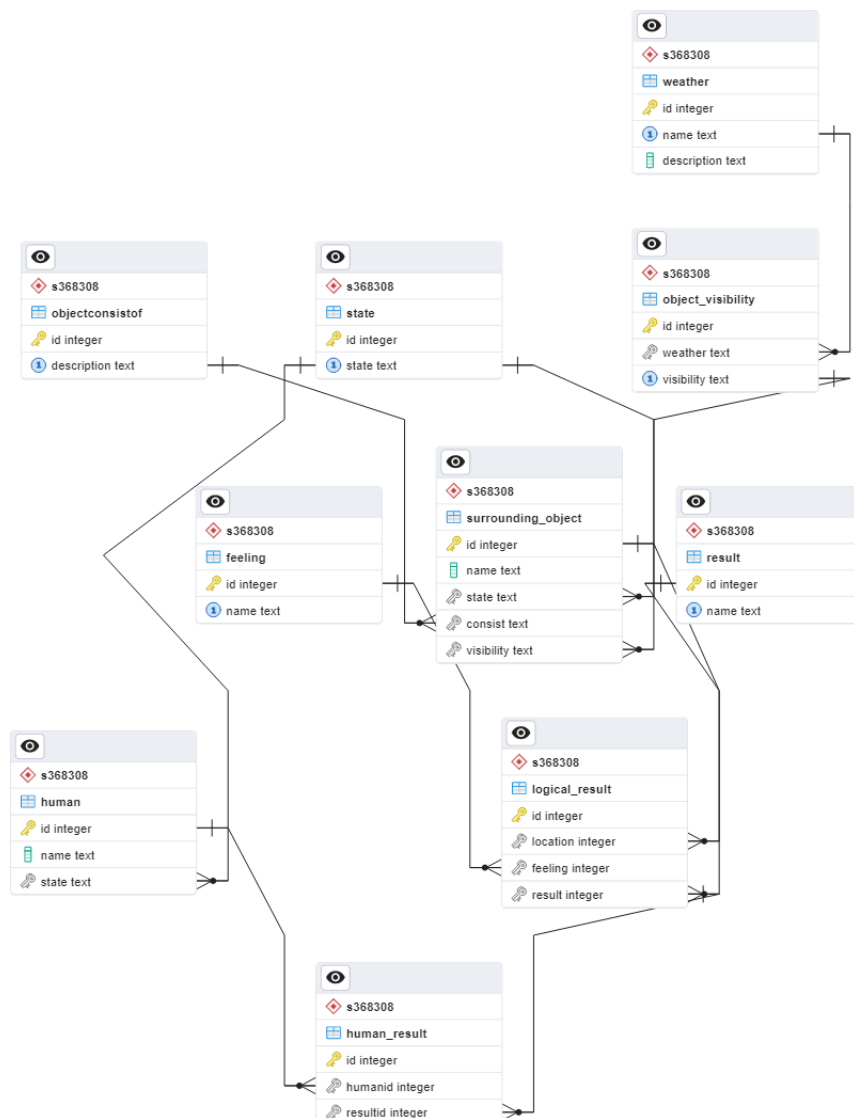 s368308
weather
id integer
name text
description text
s368308
objectconsistof
id integer
description text
s368308
state
id integer
state text
s368308
object_visibility
id integer
weather text
visibility text
s368308
feeling
id integer
name text
s368308
surrounding_object
id integer
name text
state text
consist text
visibility text
s368308
result
id integer
name text
s368308
human
id integer
name text
state text
s368308
logical_result
id integer
location integer
feeling integer
result integer
s368308
human_result
id integer
humanid integer
resultid integer